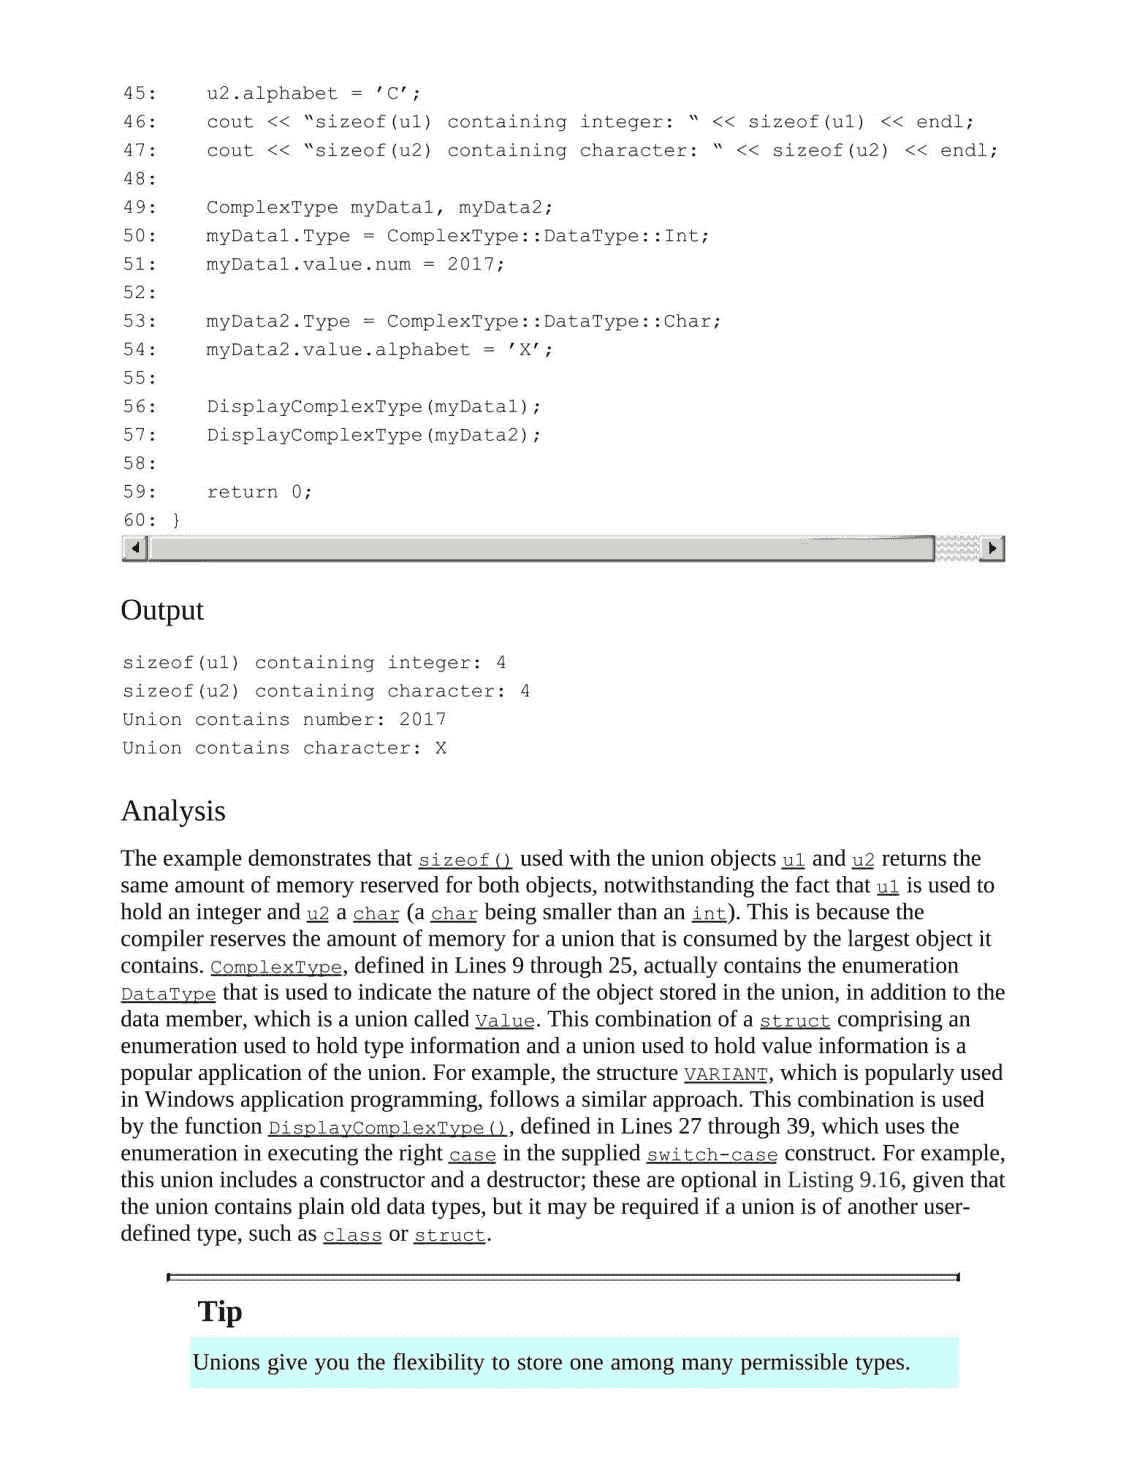 45:    u2.alphabet = ’C’;
46:    cout << “sizeof(u1) containing integer: “ << sizeof(u1) << endl;
47:    cout << “sizeof(u2) containing character: “ << sizeof(u2) << endl;
48:
49:    ComplexType myData1, myData2;
50:    myData1.Type = ComplexType::DataType::Int;
51:    myData1.value.num = 2017;
52:
53:    myData2.Type = ComplexType::DataType::Char;
54:    myData2.value.alphabet = ’X’;
55:
56:    DisplayComplexType(myData1);
57:    DisplayComplexType(myData2);
58:
59:    return 0;
60: }
Output
sizeof(u1) containing integer: 4
sizeof(u2) containing character: 4
Union contains number: 2017
Union contains character: X
Analysis
The example demonstrates that sizeof() used with the union objects u1 and u2 returns the
same amount of memory reserved for both objects, notwithstanding the fact that u1 is used to
hold an integer and u2 a char (a char being smaller than an int). This is because the
compiler reserves the amount of memory for a union that is consumed by the largest object it
contains. ComplexType, defined in Lines 9 through 25, actually contains the enumeration
DataType that is used to indicate the nature of the object stored in the union, in addition to the
data member, which is a union called Value. This combination of a struct comprising an
enumeration used to hold type information and a union used to hold value information is a
popular application of the union. For example, the structure VARIANT, which is popularly used
in Windows application programming, follows a similar approach. This combination is used
by the function DisplayComplexType(), defined in Lines 27 through 39, which uses the
enumeration in executing the right case in the supplied switch-case construct. For example,
this union includes a constructor and a destructor; these are optional in Listing 9.16, given that
the union contains plain old data types, but it may be required if a union is of another user-
defined type, such as class or struct.
Tip
Unions give you the flexibility to store one among many permissible types.